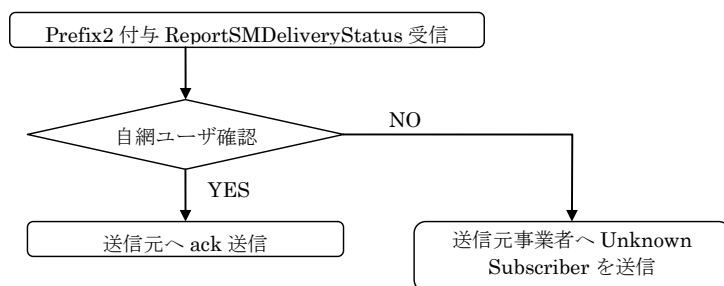 Prefix2 付与 ReportSMDeliveryStatus 受信
自網ユーザ確認
NO
YES
送信元へ ack 送信
送信元事業者へ Unknown
Subscriber を送信